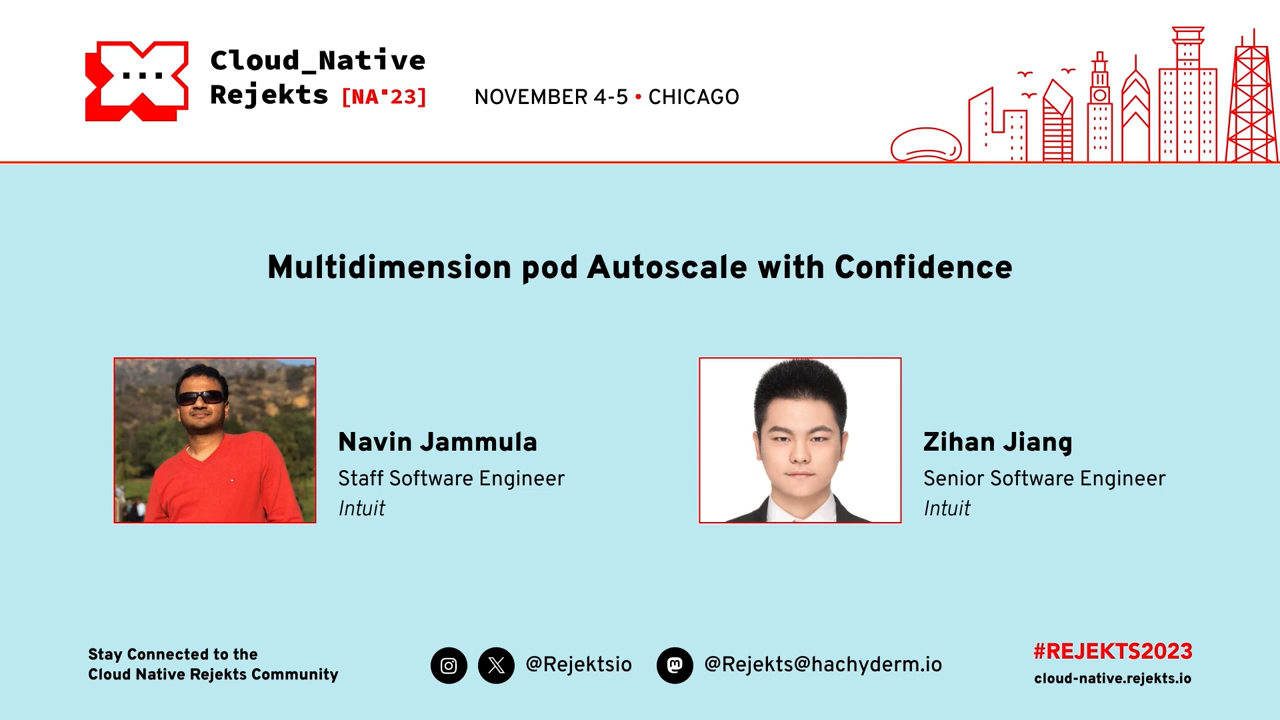 Cloud_Native
Rejekts [NA'23]
NOVEMBER 4-5 • CHICAGO
Multidimension pod Autoscale with Confidence
Navin Jammula
Staff Software Engineer
Intuit
Zihan Jiang
Senior Software Engineer
Intuit
Stay Connected to the
Cloud Native Rejekts Community
@Rejektsio
@Rejekts@hachyderm.io
#REJEKTS2023
cloud-native.rejekts.io